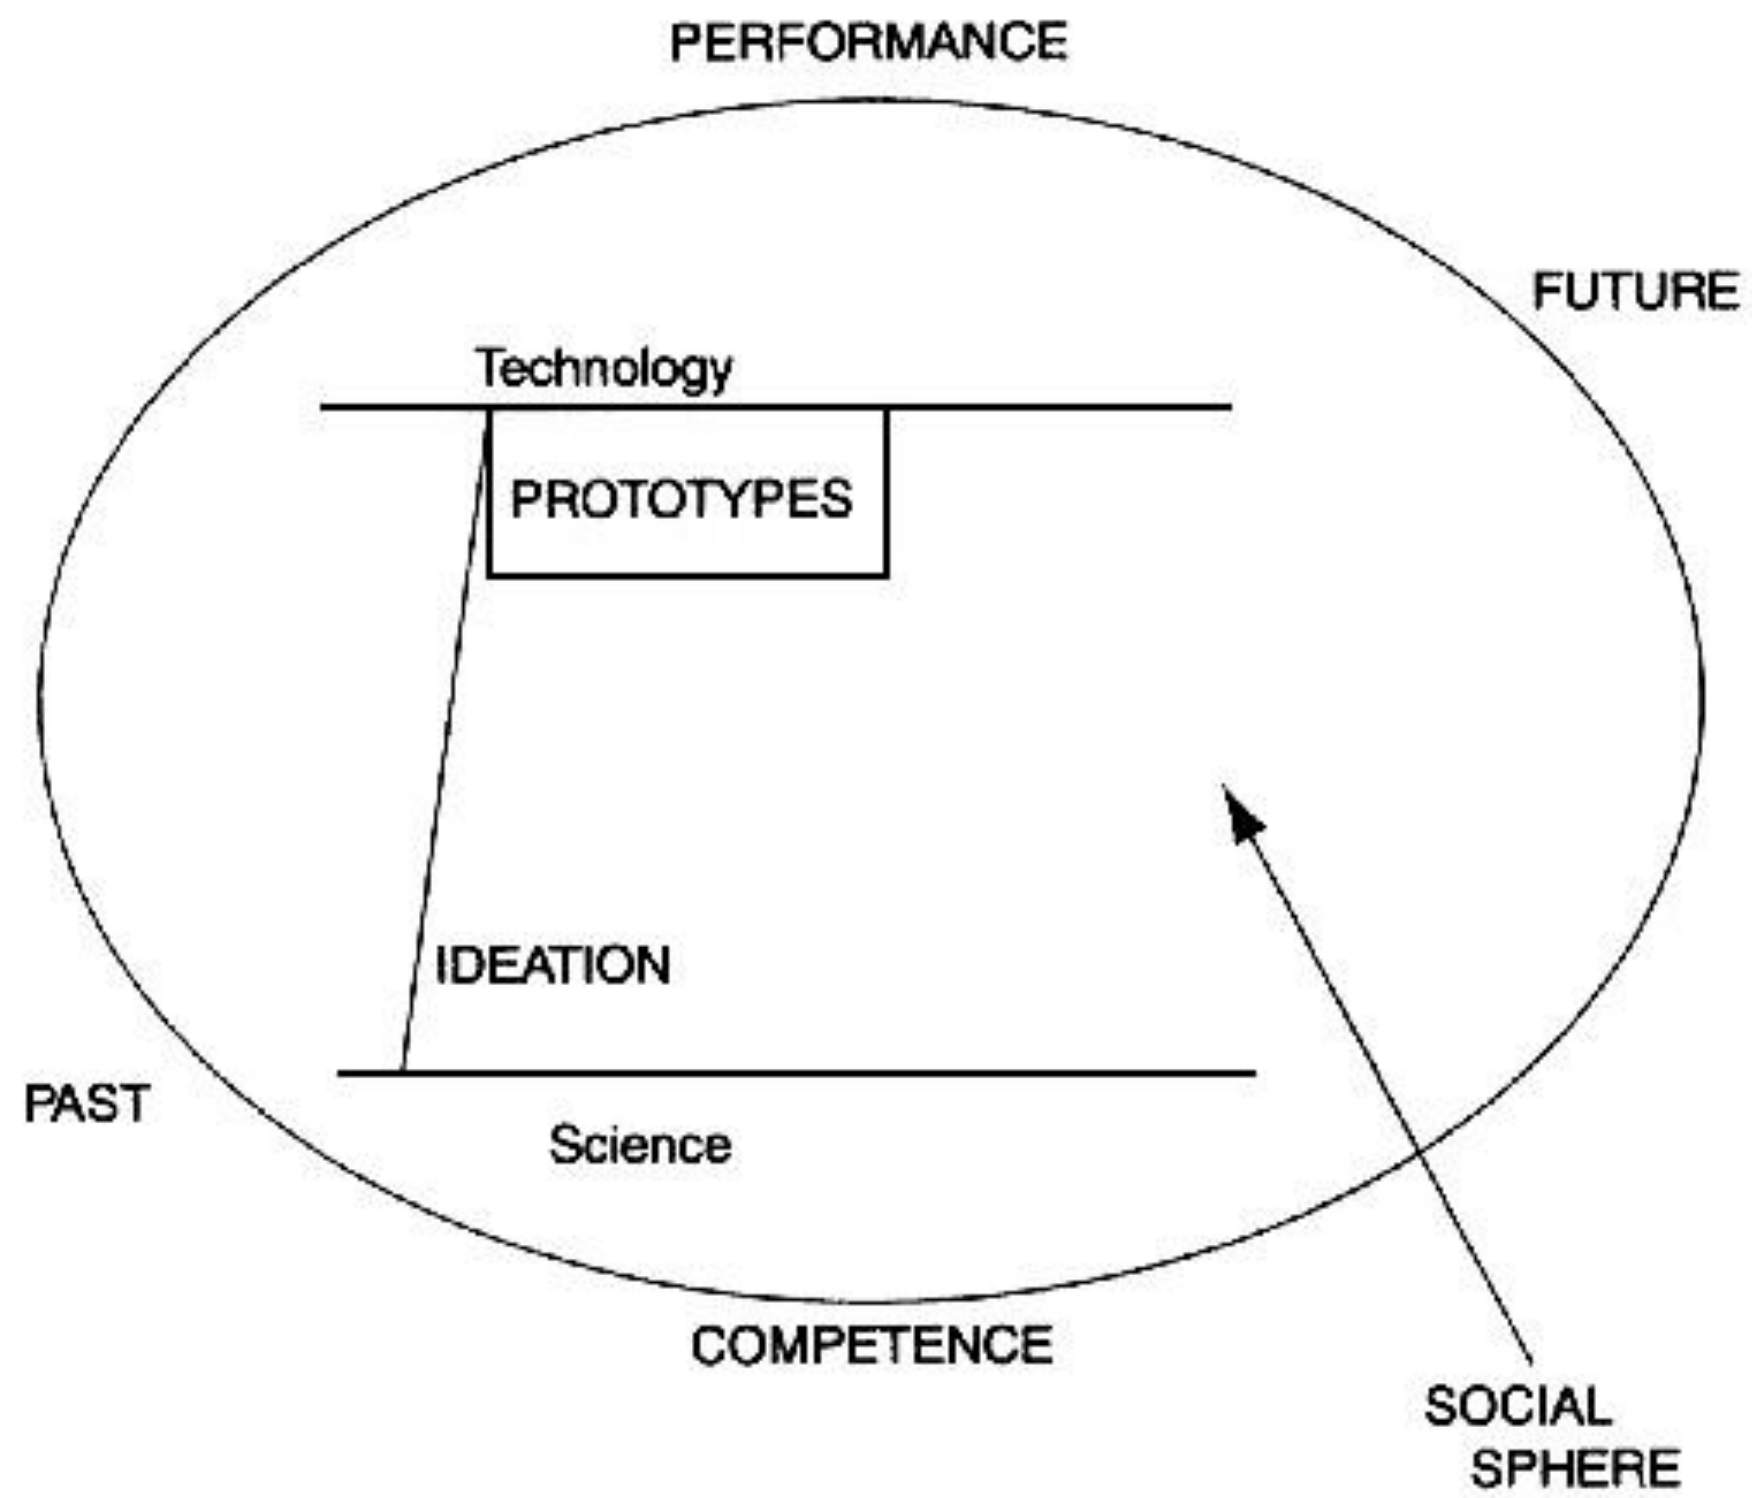 PERFORMANCE
FUTURE
Technology
PROTOTYPES
IDEATION
PAST
Science
COMPETENCE
SOCIAL
SPHERE